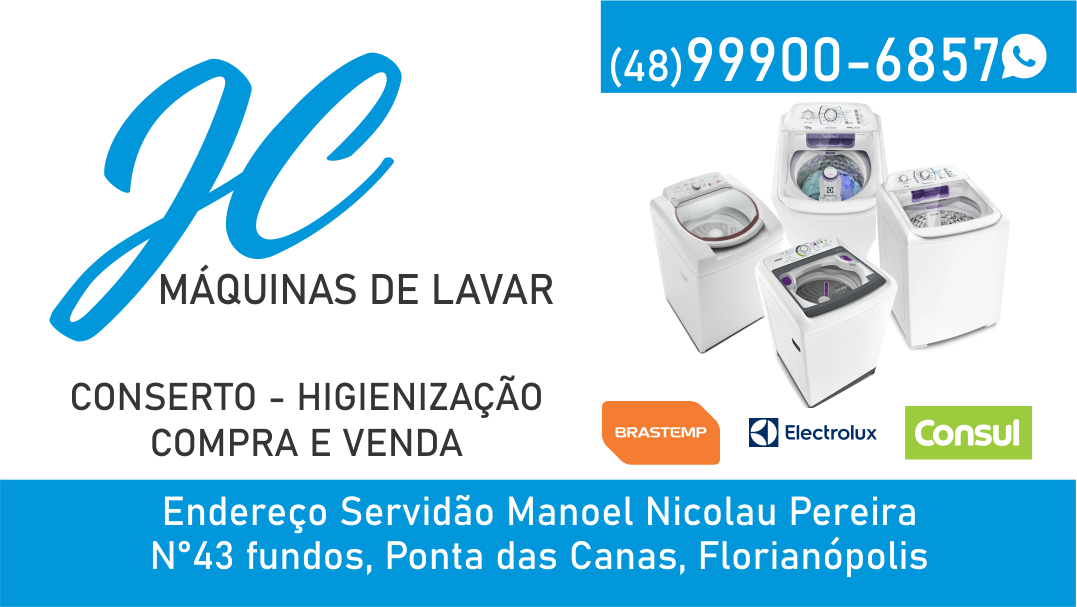 JC
MÁQUINAS DE LAVAR
CONSERTO - HIGIENIZAÇÃO
COMPRA E VENDA
(48)99900-6857
BRASTEMP
Electrolux
Consul
Endereço Servidão Manoel Nicolau Pereira
N°43 fundos, Ponta das Canas, Florianópolis